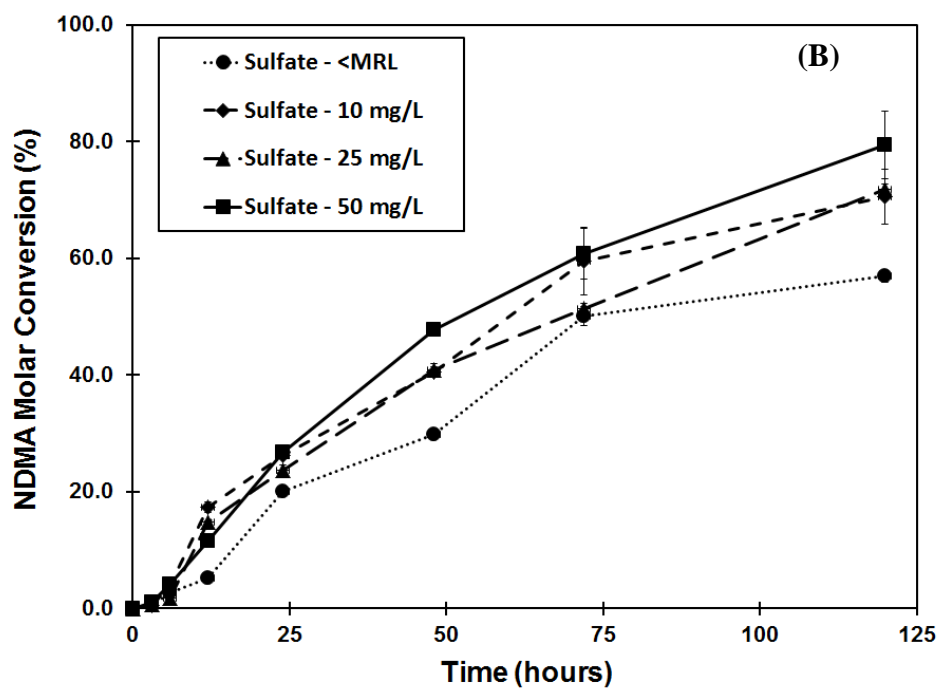 100.0
80.0
60.0
40.0
20.0
0.0
NDMA Molar Conversion (%)
Sulfate - <MRL
Sulfate - 10 mg/L
Sulfate - 25 mg/L
Sulfate - 50 mg/L
(B)
0 25 50 75 100 125
Time (hours)